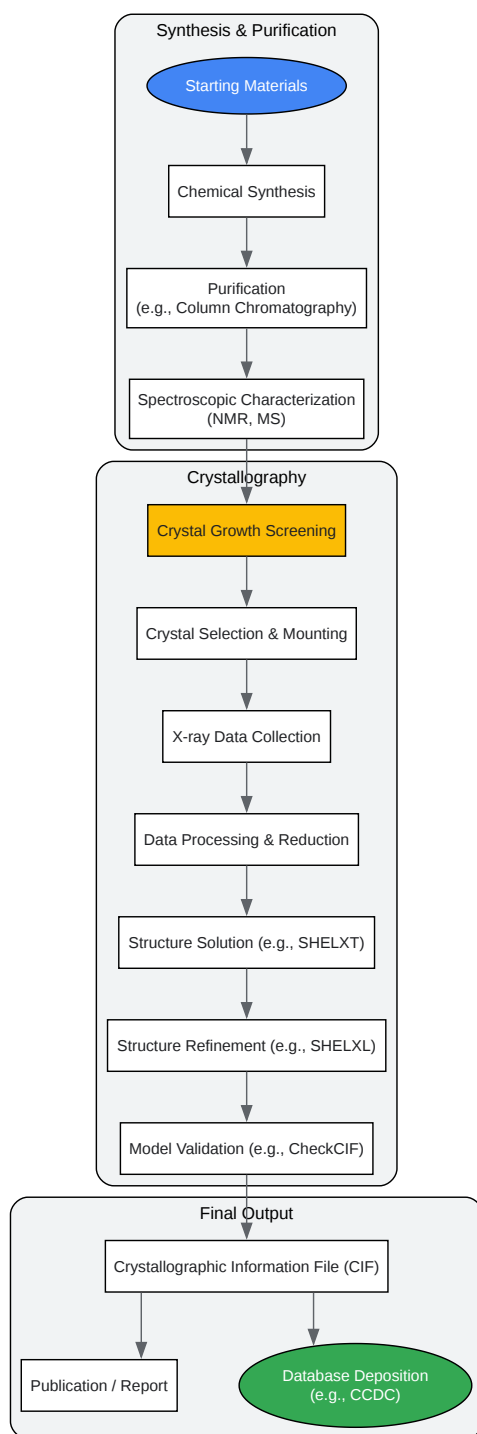 Synthesis & Purification
Starting Materials
Chemical Synthesis
Purification
(e.g., Column Chromatography)
Spectroscopic Characterization
(NMR, MS)
Crystallography
Crystal Growth Screening
Crystal Selection & Mounting
X-ray Data Collection
Data Processing & Reduction
Structure Solution (e.g., SHELXT)
Structure Refinement (e.g., SHELXL)
Model Validation (e.g., CheckCIF)
Final Output
Crystallographic Information File (CIF)
Publication / Report
Database Deposition
(e.g., CCDC)